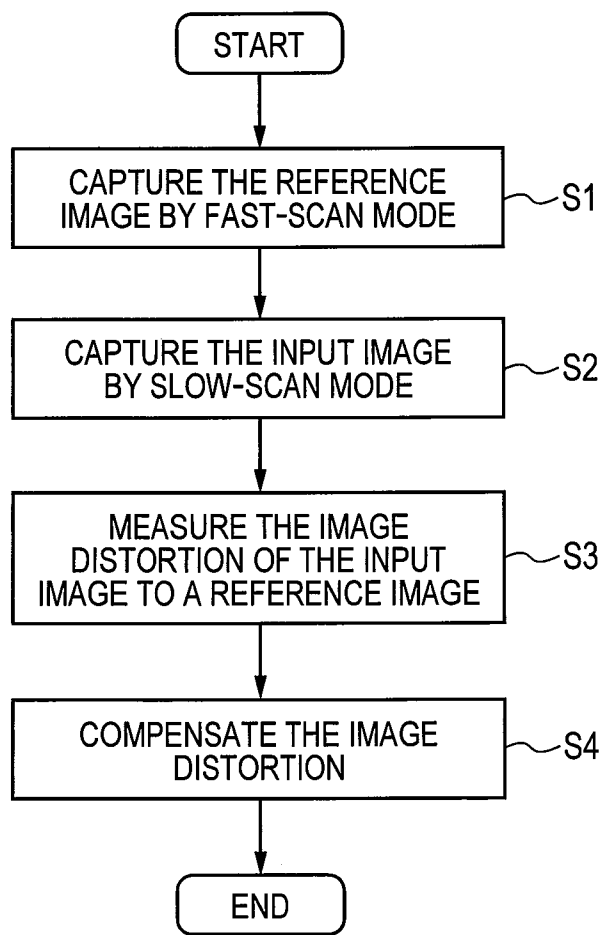 START
CAPTURE THE REFERENCE
IMAGE BY FAST-SCAN MODE
S1
CAPTURE THE INPUT IMAGE
BY SLOW-SCAN MODE
S2
MEASURE THE IMAGE
DISTORTION OF THE INPUT
IMAGE TO A REFERENCE IMAGE
S3
COMPENSATE THE IMAGE
DISTORTION
S4
END